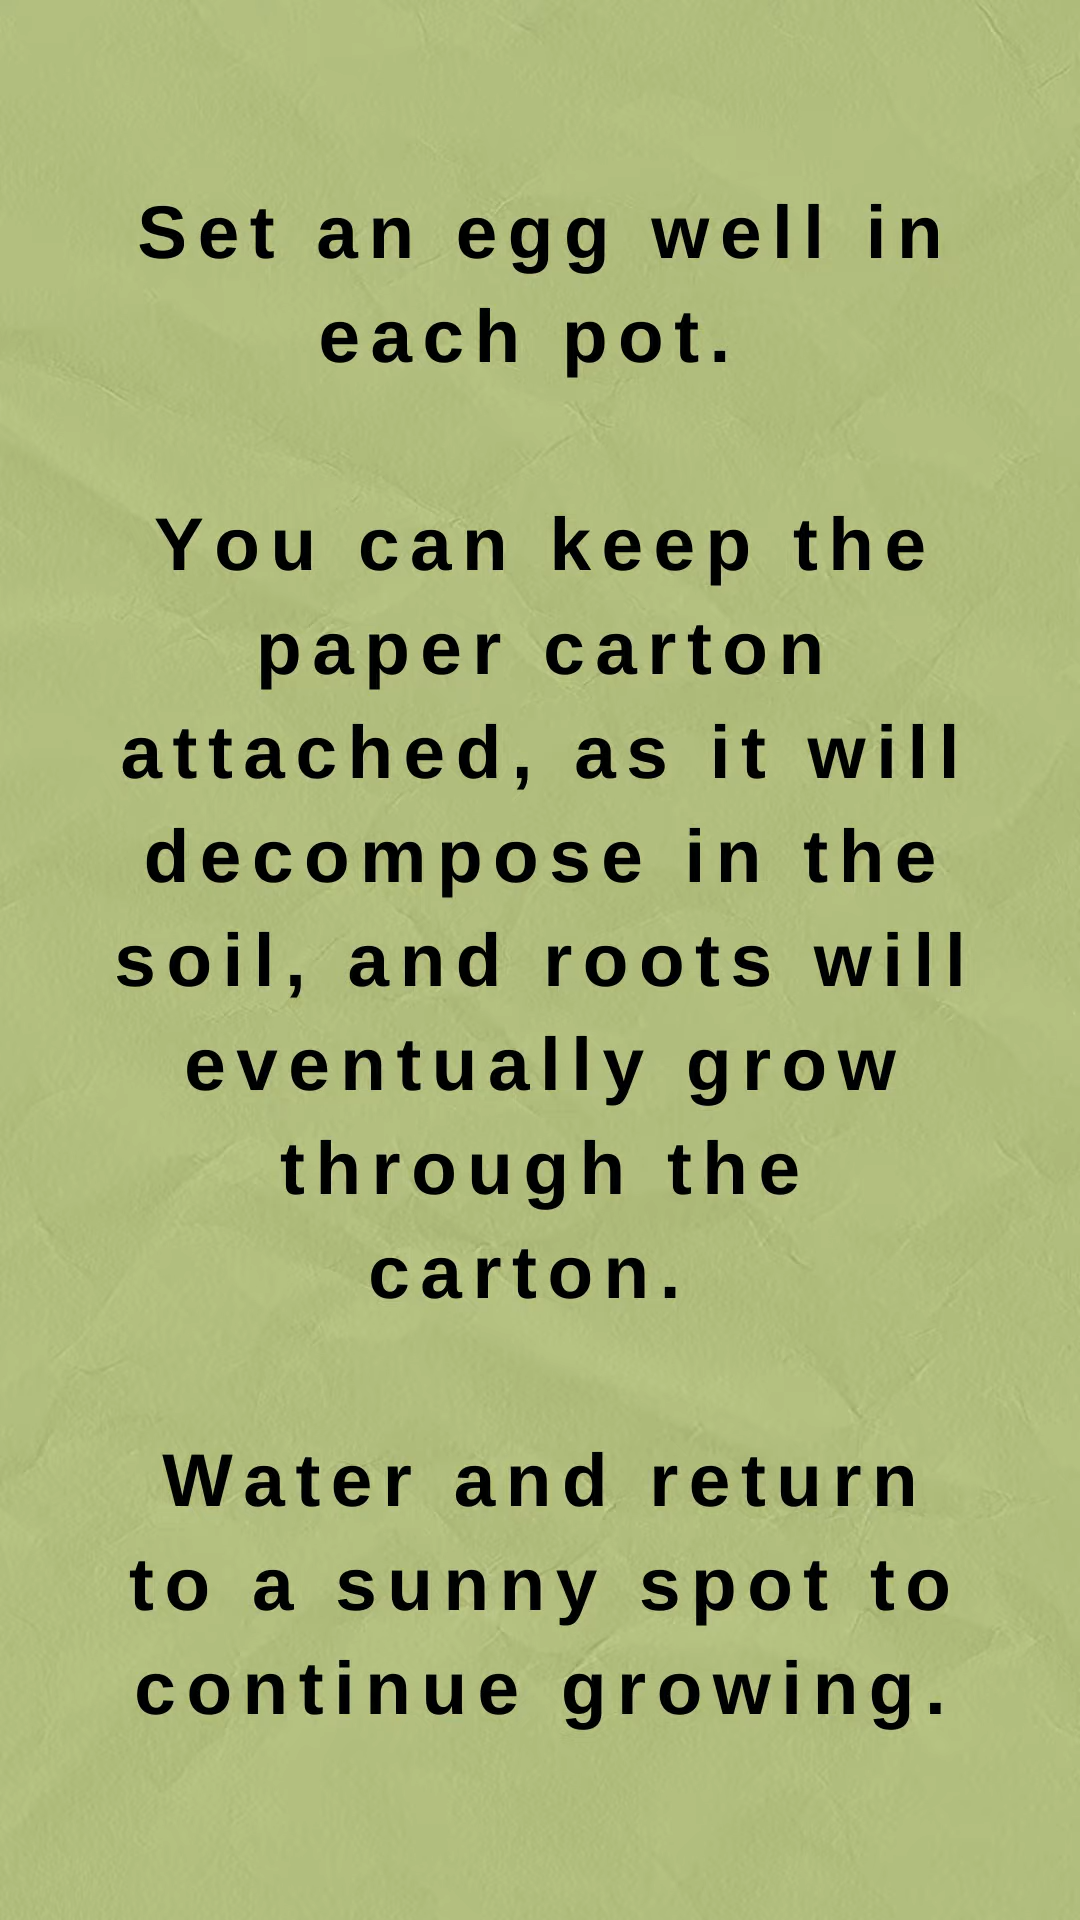 Set an egg well in
each pot.
You can keep the
paper carton
attached, as it will
decompose in the
soil, and roots will
eventually grow
through the
carton.
Water and return
to a sunny spot to
continue growing.